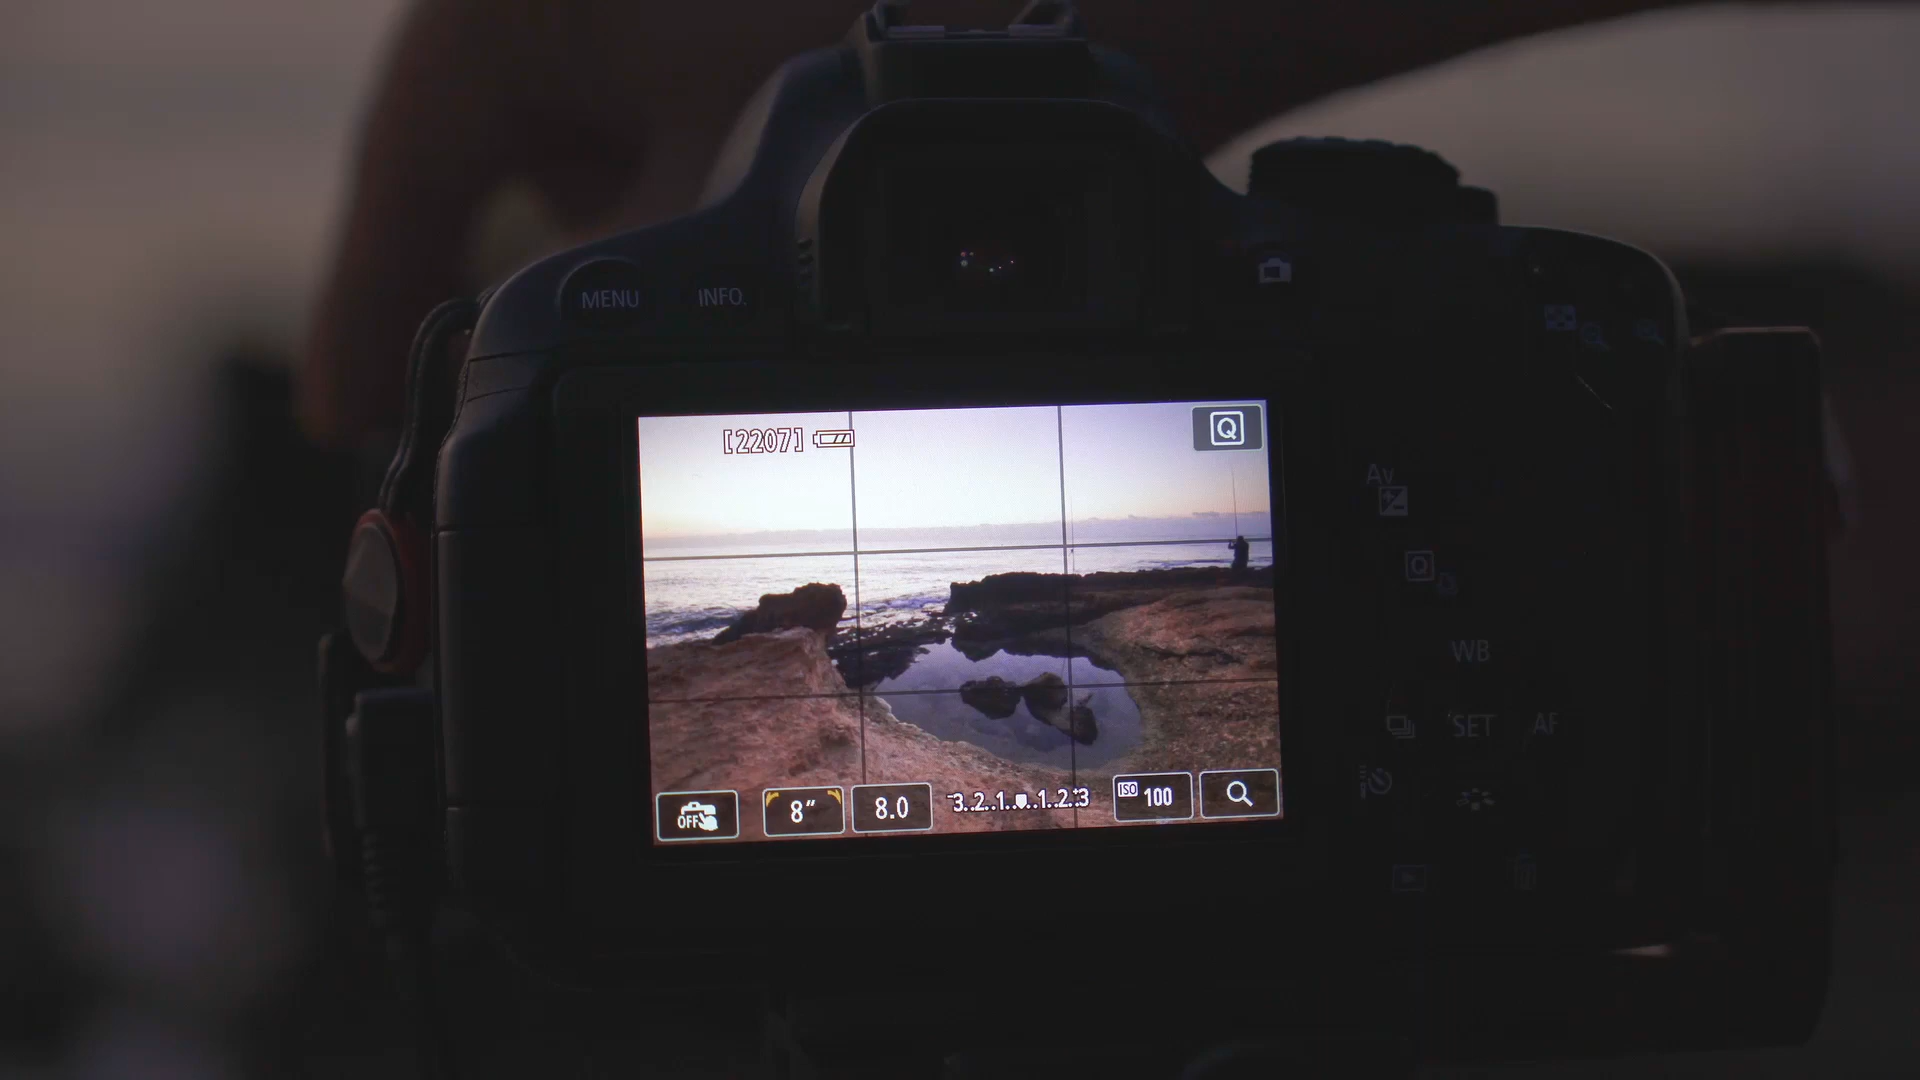 MENU INFO.
[2207]
Q
Av
Q
WB
SET AF
OFF 8" 8.0 -3..2..1..1..2..+3 ISO 100